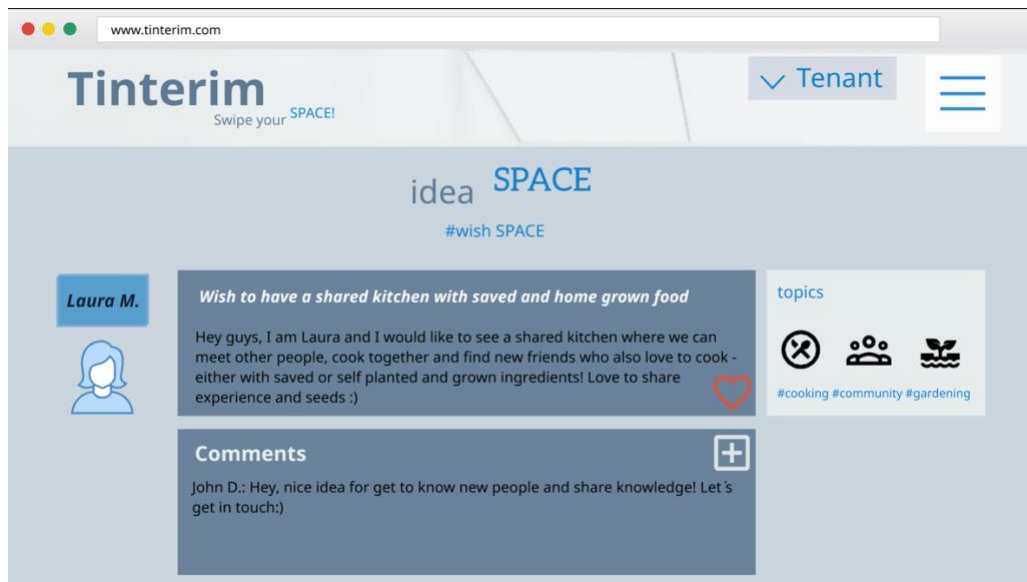 www.tinterim.com
Tinterim
Swipe your SPACE!
Tenant
idea SPACE
#wish SPACE
Laura M.
Wish to have a shared kitchen with saved and home grown food
Hey guys, I am Laura and I would like to see a shared kitchen where we can
meet other people, cook together and find new friends who also love to cook -
either with saved or self planted and grown ingredients! Love to share
experience and seeds :)
topics
#cooking #community #gardening
Comments
John D.: Hey, nice idea for get to know new people and share knowledge! Let´s
get in touch:)